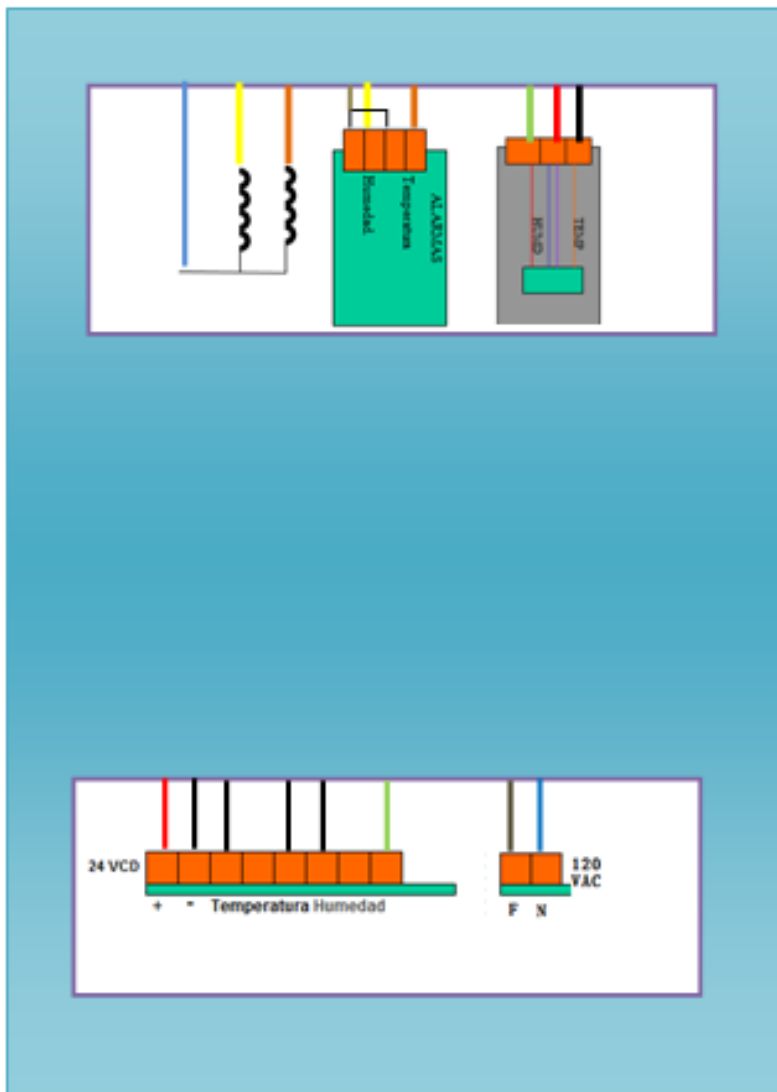 Humedad
Temperatura
ALARMAS
HUMD
TEMP
24 VCD
120
VAC
+ - Temperatura Humedad
F N